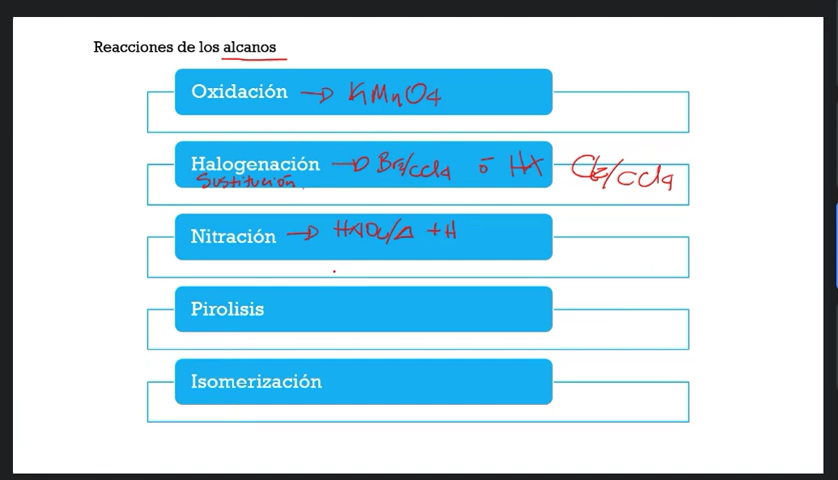 Reacciones de los alcanos
Oxidación → KMnO4
Halogenación → Br2/CCl4 ó HX Cl2/CCl4
Sustitución
Nitración → HNO3/Δ + H
Pirolisis
Isomerización